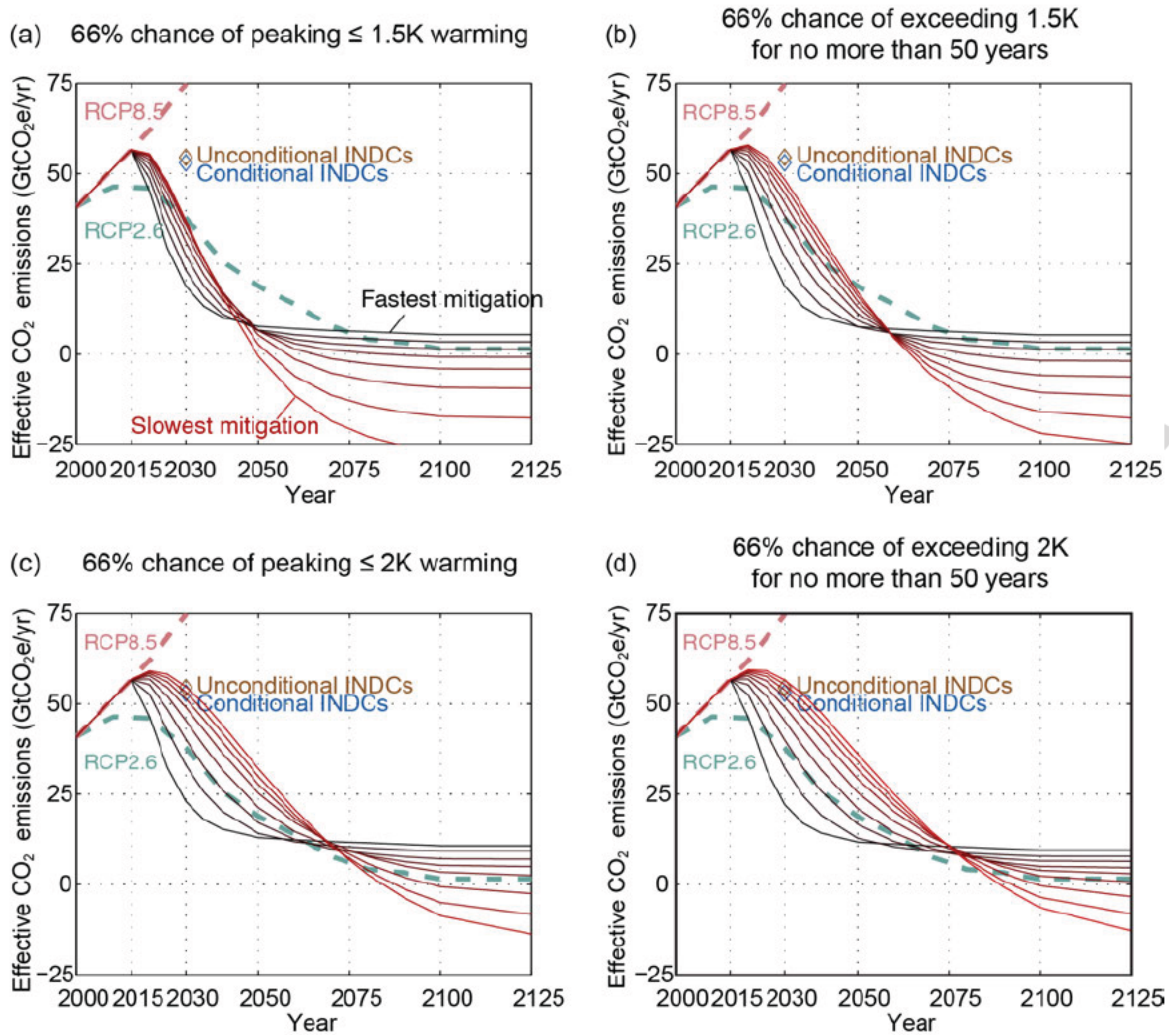 (a) 66% chance of peaking ≤ 1.5K warming
Effective CO₂ emissions (GtCO₂e/yr)
75
50
25
0
−25
RCP8.5
Unconditional INDCs
Conditional INDCs
RCP2.6
Fastest mitigation
Slowest mitigation
2000 2015 2030 2050 2075 2100 2125
Year
(b) 66% chance of exceeding 1.5K
for no more than 50 years
Effective CO₂ emissions (GtCO₂e/yr)
75
50
25
0
−25
RCP8.5
Unconditional INDCs
Conditional INDCs
RCP2.6
2000 2015 2030 2050 2075 2100 2125
Year
(c) 66% chance of peaking ≤ 2K warming
Effective CO₂ emissions (GtCO₂e/yr)
75
50
25
0
−25
RCP8.5
Unconditional INDCs
Conditional INDCs
RCP2.6
2000 2015 2030 2050 2075 2100 2125
Year
(d) 66% chance of exceeding 2K
for no more than 50 years
Effective CO₂ emissions (GtCO₂e/yr)
75
50
25
0
−25
RCP8.5
Unconditional INDCs
Conditional INDCs
RCP2.6
2000 2015 2030 2050 2075 2100 2125
Year